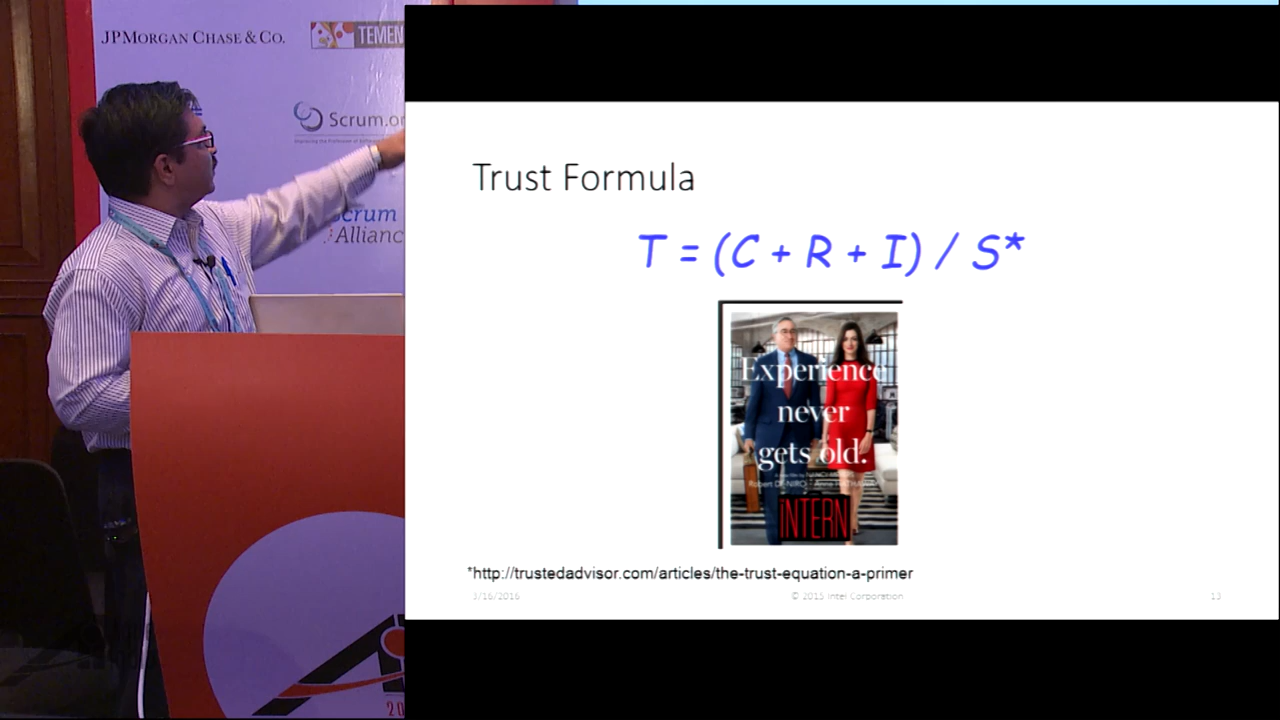 JPMORGAN CHASE & CO.
TEMEN
Scrum.or
Scrum
Alliance
Trust Formula
T = (C + R + I) / S*
Experience
never
gets old.
Robert DE NIRO Anne HATHAWAY
INTERN
*http://trustedadvisor.com/articles/the-trust-equation-a-primer
3/16/2016
© 2015 Intel Corporation
13
20